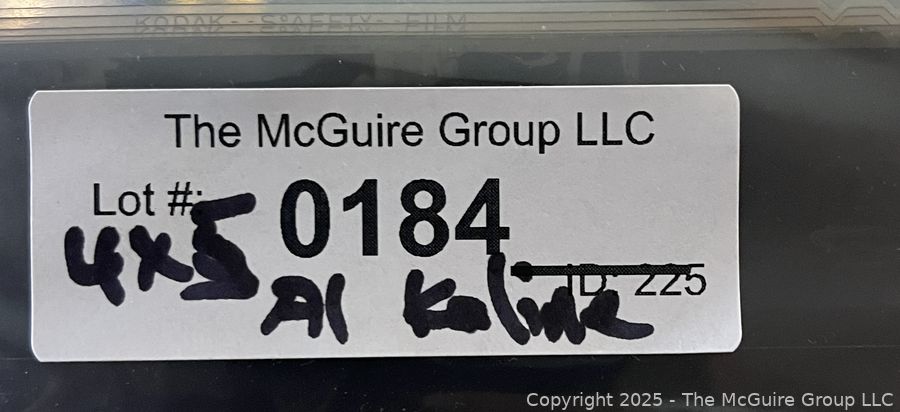 KODAK - SAFETY - FILM
The McGuire Group LLC
Lot #: 0184
4x5
ID: 225
Al Kaline
Copyright 2025 - The McGuire Group LLC